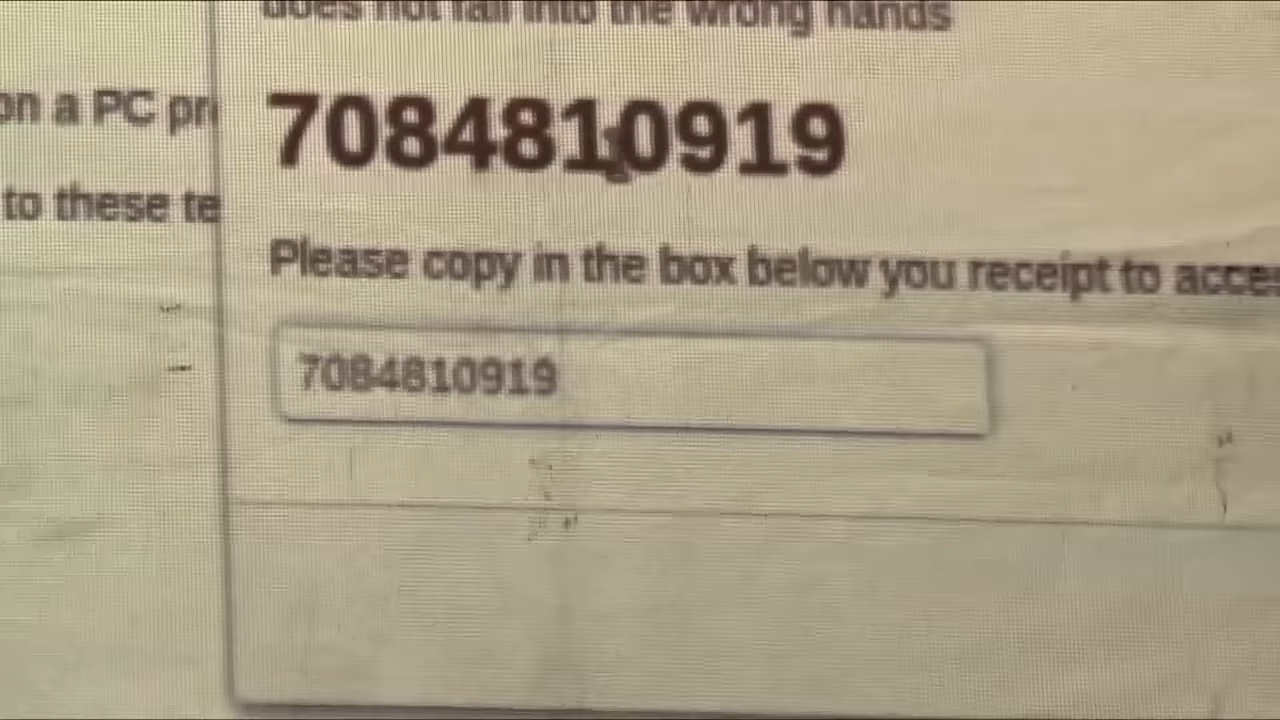 does not fall into the wrong hands
on a PC pr
7084810919
to these te
Please copy in the box below you receipt to acces
7084810919